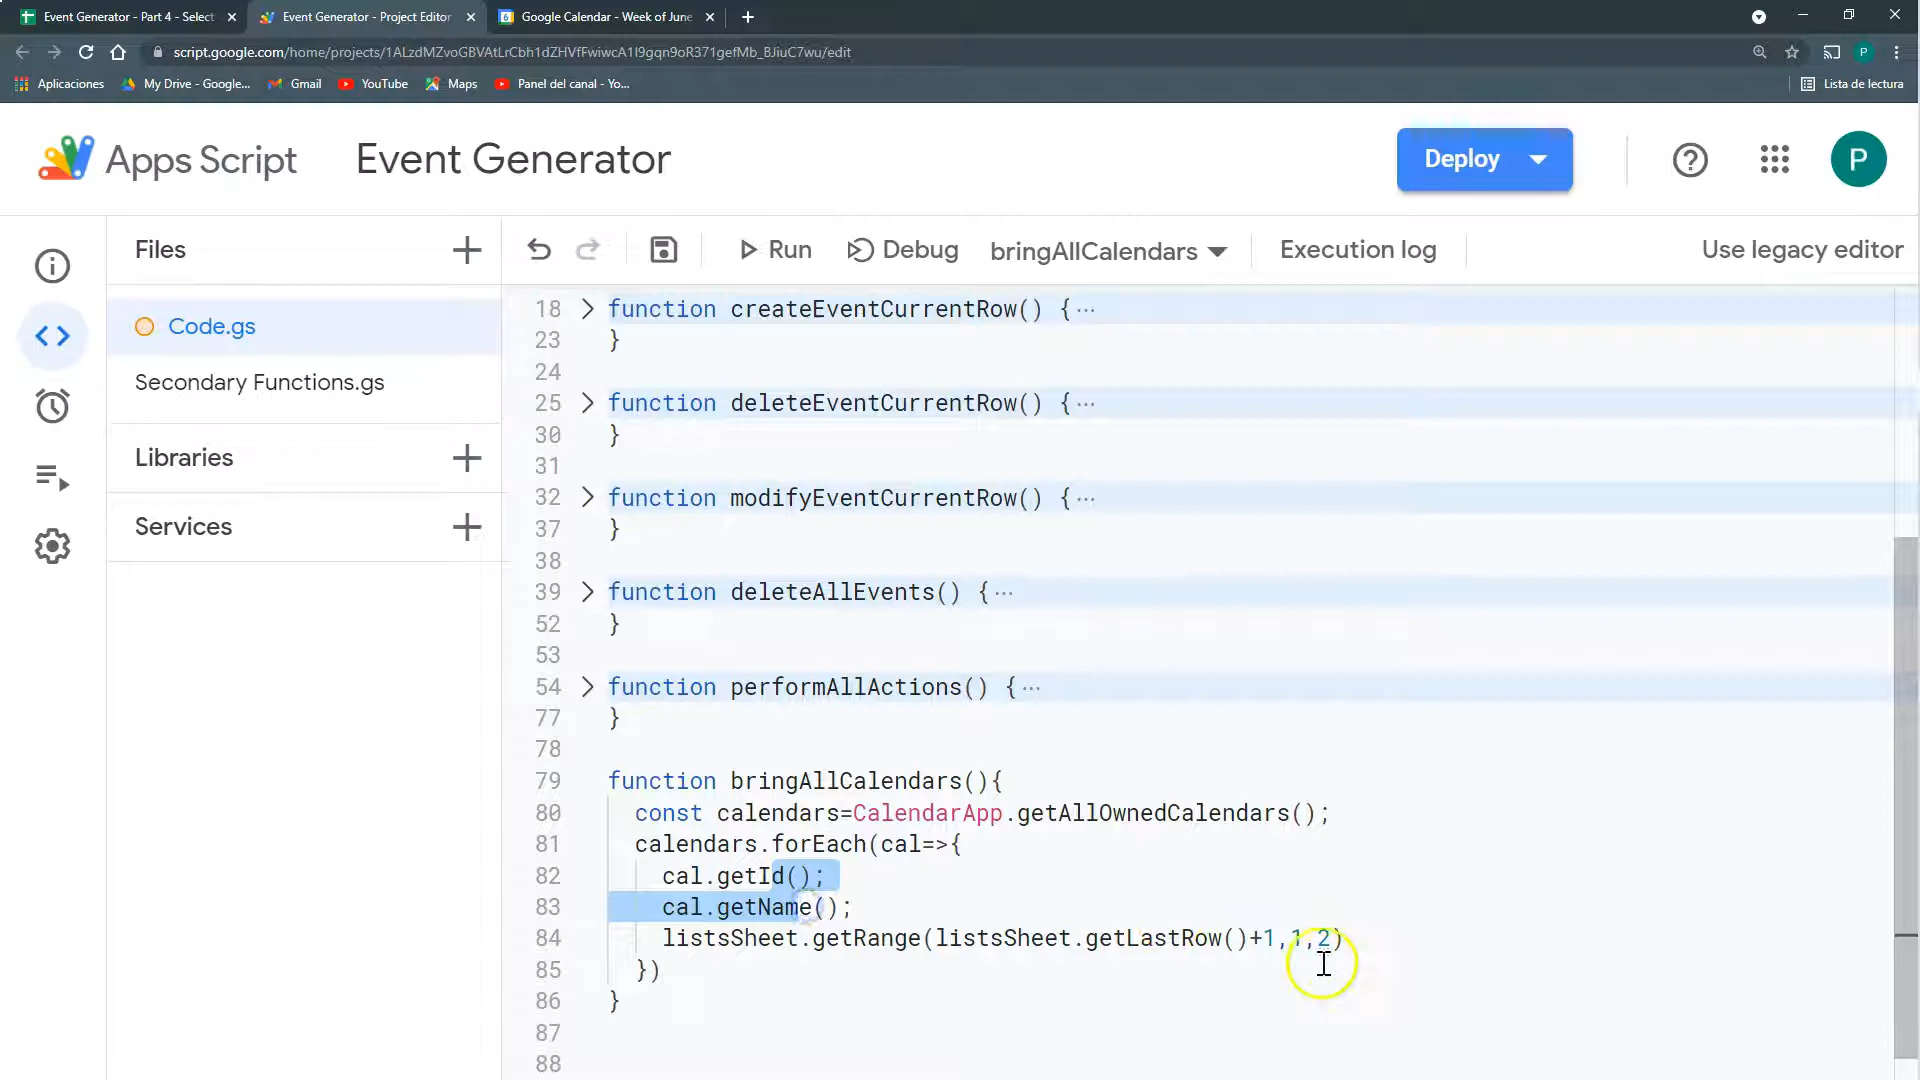 Event Generator - Part 4 - Select
Event Generator - Project Editor
Google Calendar - Week of June
script.google.com/home/projects/1ALzdMZvoGBVAtLrCbh1dZHVfFwiwcA1I9gqn9oR371gefMb_BJiuC7wu/edit
P
Aplicaciones
My Drive - Google...
Gmail
YouTube
Maps
Panel del canal - Yo...
Lista de lectura
Apps Script
Event Generator
Deploy
P
Files
Run
Debug
bringAllCalendars
Execution log
Use legacy editor
Code.gs
Secondary Functions.gs
Libraries
Services
18 function createEventCurrentRow() {···
23 }
24
25 function deleteEventCurrentRow() {···
30 }
31
32 function modifyEventCurrentRow() {···
37 }
38
39 function deleteAllEvents() {···
52 }
53
54 function performAllActions() {···
77 }
78
79 function bringAllCalendars(){
80 const calendars=CalendarApp.getAllOwnedCalendars();
81 calendars.forEach(cal=>{
82 cal.getId();
83 cal.getName();
84 listsSheet.getRange(listsSheet.getLastRow()+1,1,2)
85 })
86 }
87
88